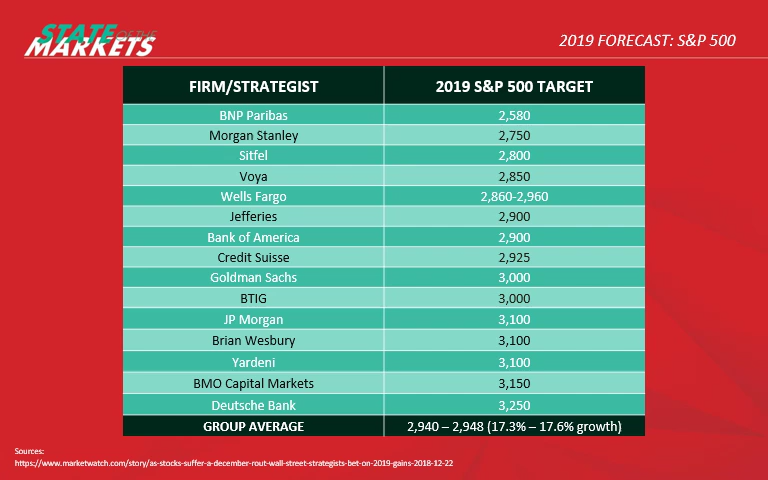 STATE OF THE
MARKETS
2019 FORECAST: S&P 500
FIRM/STRATEGIST 2019 S&P 500 TARGET
BNP Paribas 2,580
Morgan Stanley 2,750
Sitfel 2,800
Voya 2,850
Wells Fargo 2,860-2,960
Jefferies 2,900
Bank of America 2,900
Credit Suisse 2,925
Goldman Sachs 3,000
BTIG 3,000
JP Morgan 3,100
Brian Wesbury 3,100
Yardeni 3,100
BMO Capital Markets 3,150
Deutsche Bank 3,250
GROUP AVERAGE 2,940 – 2,948 (17.3% – 17.6% growth)
Sources:
https://www.marketwatch.com/story/as-stocks-suffer-a-december-rout-wall-street-strategists-bet-on-2019-gains-2018-12-22